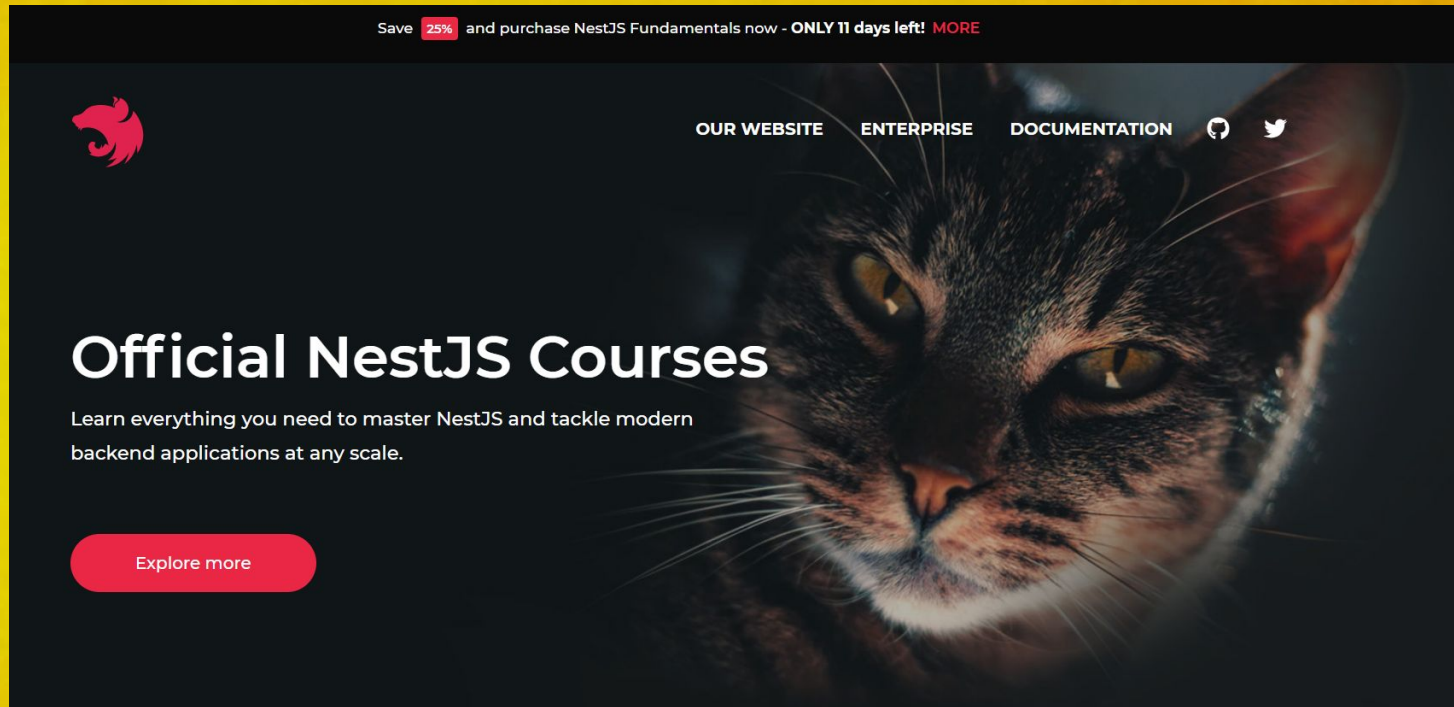 Save 25% and purchase NestJS Fundamentals now - ONLY 11 days left! MORE
OUR WEBSITE ENTERPRISE DOCUMENTATION
Official NestJS Courses
Learn everything you need to master NestJS and tackle modern
backend applications at any scale.
Explore more